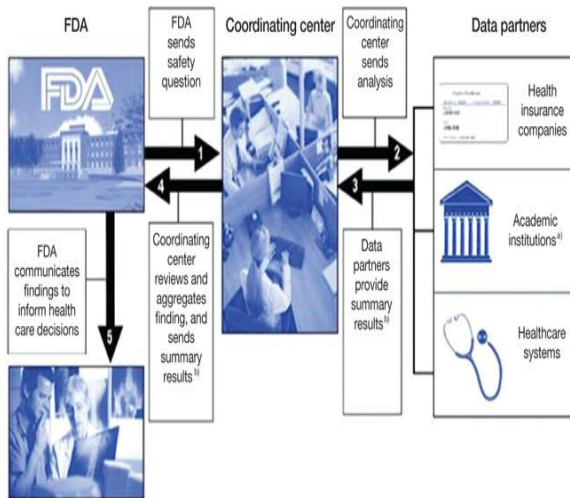 FDA
Coordinating center
Data partners
FDA
sends
safety
question
Coordinating
center
sends
analysis
FDA
1
2
4
3
Health
insurance
companies
Academic
institutions a)
Healthcare
systems
FDA
communicates
findings to
inform health
care decisions
5
Coordinating
center
reviews and
aggregates
finding, and
sends
summary
results b)
Data
partners
provide
summary
results b)